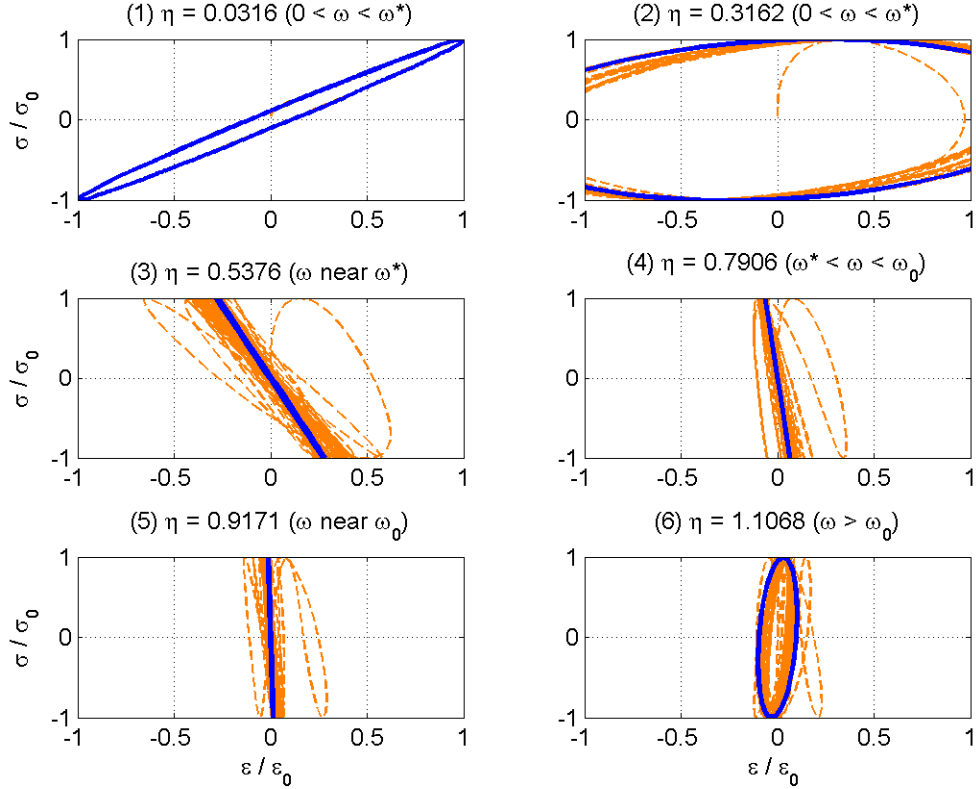 (1) η = 0.0316 (0 < ω < ω*)
(2) η = 0.3162 (0 < ω < ω*)
1
0
-1
σ / σ₀
-1 -0.5 0 0.5 1
1
0
-1
-1 -0.5 0 0.5 1
(3) η = 0.5376 (ω near ω*)
(4) η = 0.7906 (ω* < ω < ω₀)
1
0
-1
σ / σ₀
-1 -0.5 0 0.5 1
1
0
-1
-1 -0.5 0 0.5 1
(5) η = 0.9171 (ω near ω₀)
(6) η = 1.1068 (ω > ω₀)
1
0
-1
σ / σ₀
-1 -0.5 0 0.5 1
ε / ε₀
1
0
-1
-1 -0.5 0 0.5 1
ε / ε₀